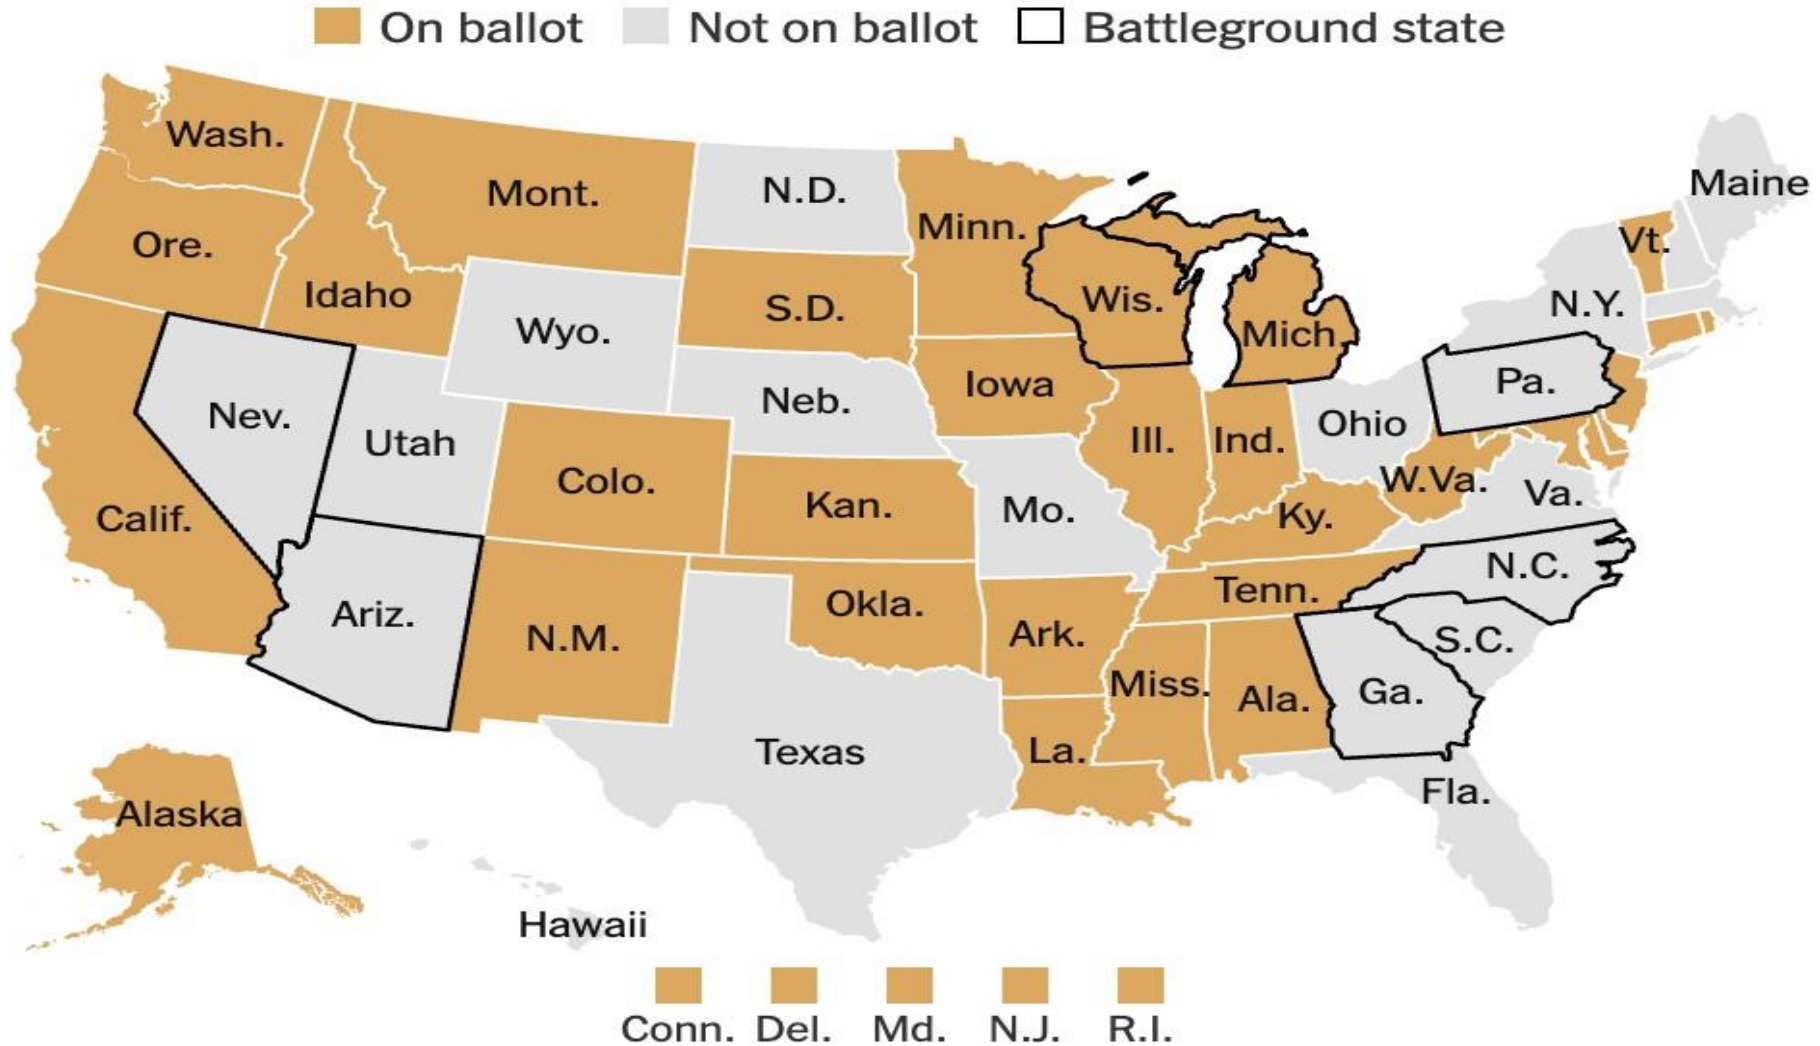 On ballot Not on ballot Battleground state
Wash.
Mont.
N.D.
Minn.
Maine
Ore.
Idaho
Wyo.
S.D.
Wis.
Mich.
Vt.
N.Y.
Nev.
Utah
Neb.
Iowa
Ill.
Ind.
Ohio
Pa.
Calif.
Colo.
Kan.
Mo.
Ky.
W.Va.
Va.
Ariz.
N.M.
Okla.
Ark.
Tenn.
N.C.
S.C.
Texas
La.
Miss.
Ala.
Ga.
Fla.
Alaska
Hawaii
Conn. Del. Md. N.J. R.I.